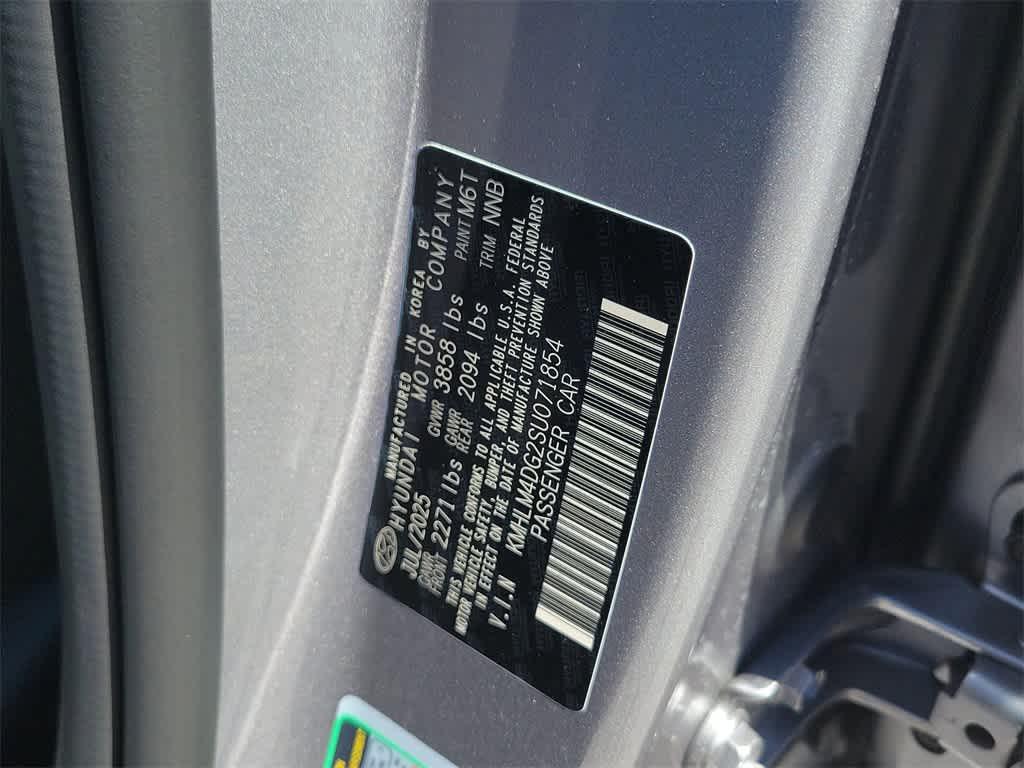 MANUFACTURED IN KOREA BY
HYUNDAI MOTOR COMPANY
JUL/2025 GVWR 3858 lbs PAINT M6T
GAWR FRONT 2271 lbs GAWR REAR 2094 lbs TRIM NNB
THIS VEHICLE CONFORMS TO ALL APPLICABLE U.S.A. FEDERAL
MOTOR VEHICLE SAFETY, BUMPER, AND THEFT PREVENTION STANDARDS
IN EFFECT ON THE DATE OF MANUFACTURE SHOWN ABOVE
V.I.N KMHLM4DG2SU071854
PASSENGER CAR